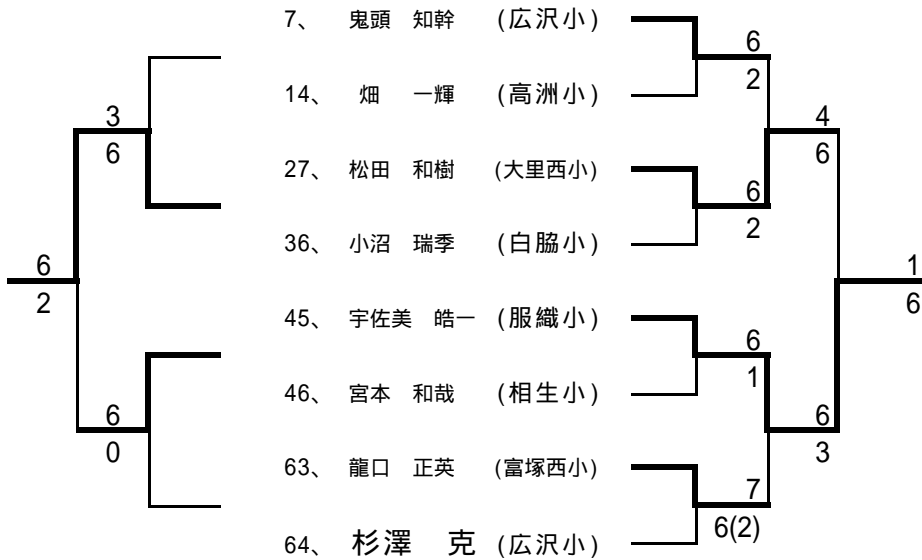 7、 鬼頭 知幹 (広沢小)
6
2
14、 畑 一輝 (高洲小)
3
6
4
6
27、 松田 和樹 (大里西小)
6
2
36、 小沼 瑞季 (白脇小)
6
2
1
6
45、 宇佐美 皓一 (服織小)
6
1
46、 宮本 和哉 (相生小)
6
0
6
3
63、 龍口 正英 (富塚西小)
7
6(2)
64、 杉澤 克 (広沢小)